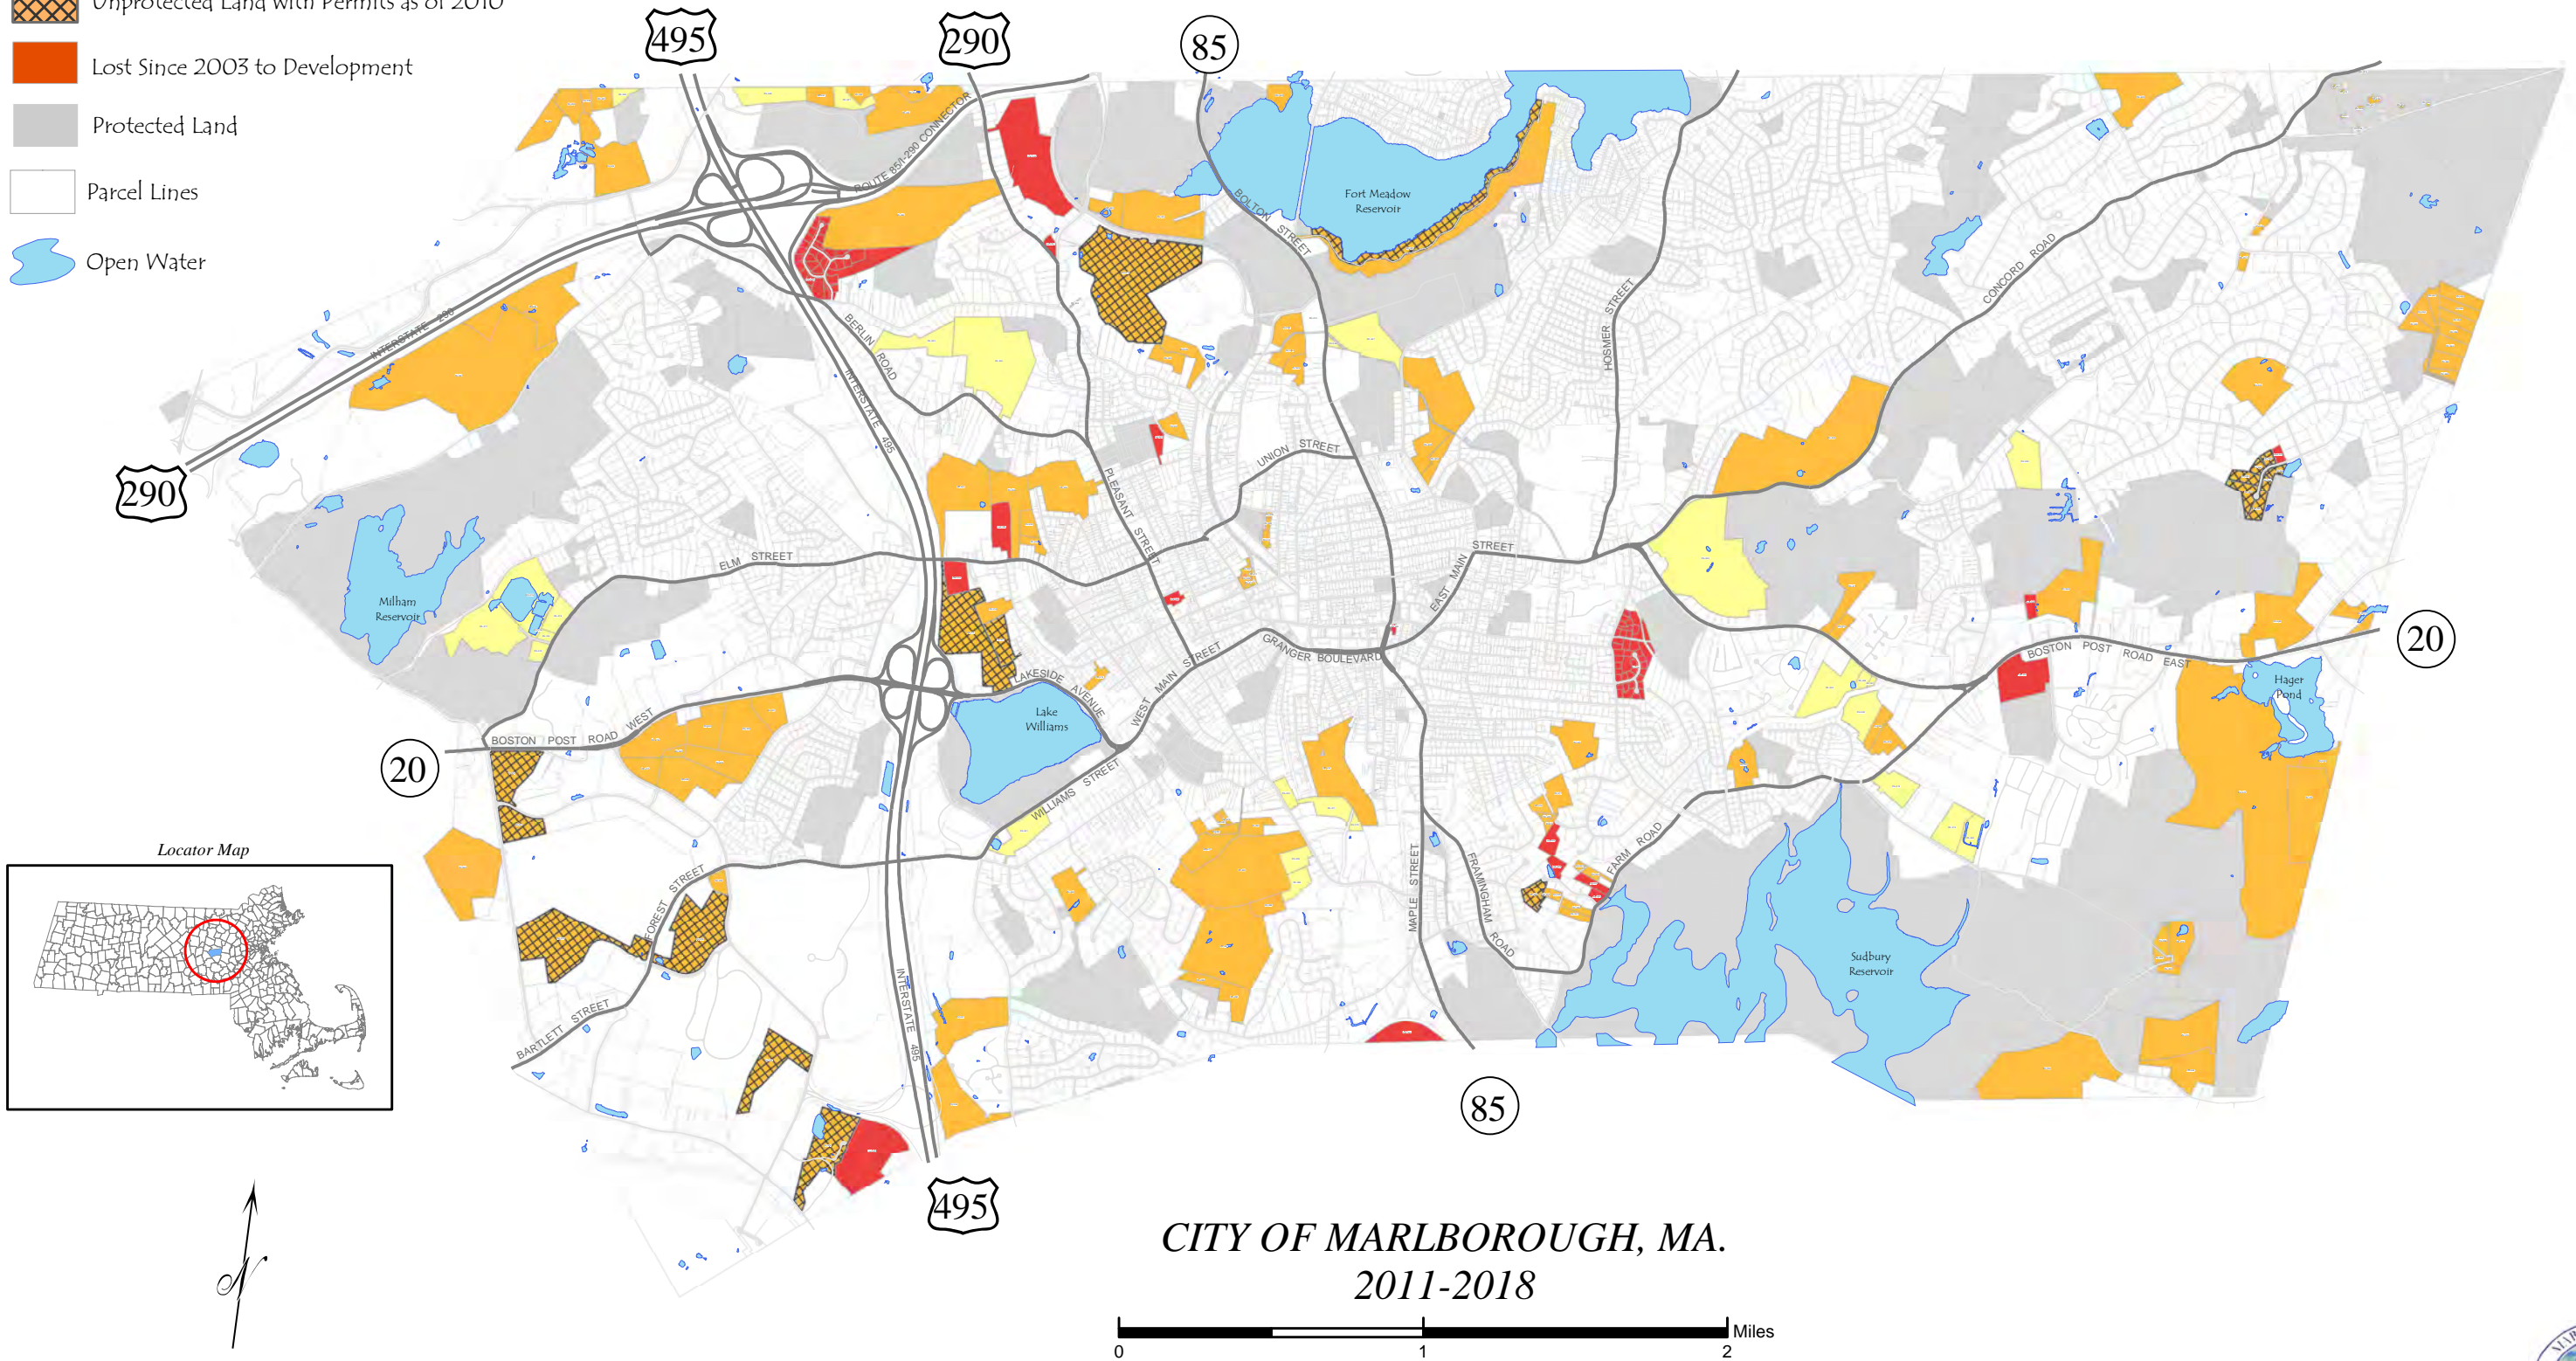 Unprotected Land with Permits as of 2010
Lost Since 2003 to Development
Protected Land
Parcel Lines
Open Water
495
290
85
ROUTE 85/I-290 CONNECTOR
Fort Meadow
Reservoir
BOLTON STREET
HOSMER STREET
CONCORD ROAD
INTERSTATE 290
BERLIN ROAD
INTERSTATE 495
290
UNION STREET
PLEASANT STREET
ELM STREET
EAST MAIN STREET
Milham
Reservoir
GRANGER BOULEVARD
WEST MAIN STREET
LAKESIDE AVENUE
BOSTON POST ROAD EAST
20
Hager
Pond
Lake
Williams
BOSTON POST ROAD WEST
20
WILLIAMS STREET
FOREST STREET
MAPLE STREET
FRAMINGHAM ROAD
FARM ROAD
Locator Map
Sudbury
Reservoir
BARTLETT STREET
INTERSTATE 495
85
495
N
CITY OF MARLBOROUGH, MA.
2011-2018
Miles
0 1 2